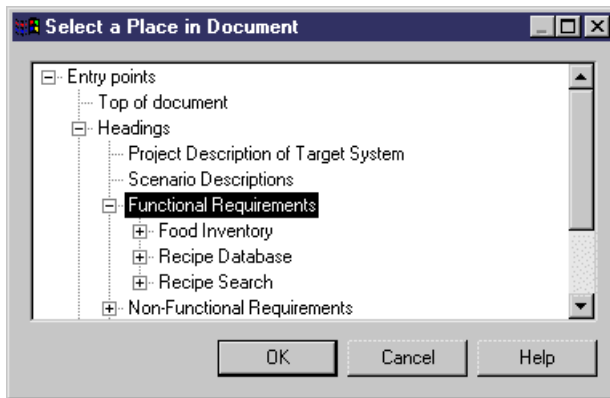 Select a Place in Document
Entry points
Top of document
Headings
Project Description of Target System
Scenario Descriptions
Functional Requirements
Food Inventory
Recipe Database
Recipe Search
Non-Functional Requirements
OK Cancel Help